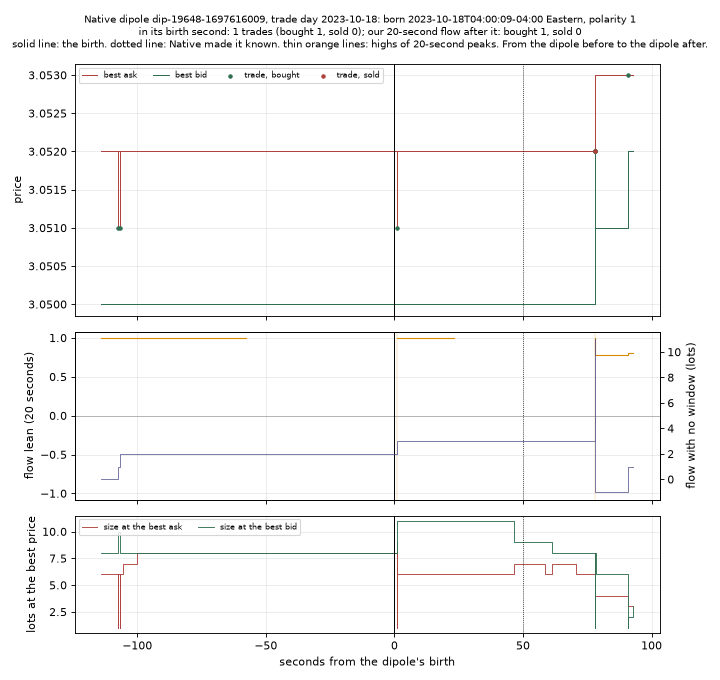 Native dipole dip-19648-1697616009, trade day 2023-10-18: born 2023-10-18T04:00:09-04:00 Eastern, polarity 1
in its birth second: 1 trades (bought 1, sold 0); our 20-second flow after it: bought 1, sold 0
solid line: the birth. dotted line: Native made it known. thin orange lines: highs of 20-second peaks. From the dipole before to the dipole after.
best ask
best bid
trade, bought
trade, sold
3.0530
3.0525
3.0520
3.0515
3.0510
3.0505
3.0500
price
1.0
0.5
0.0
−0.5
−1.0
flow lean (20 seconds)
10
8
6
4
2
0
flow with no window (lots)
size at the best ask
size at the best bid
10.0
7.5
5.0
2.5
lots at the best price
−100
−50
0
50
100
seconds from the dipole's birth